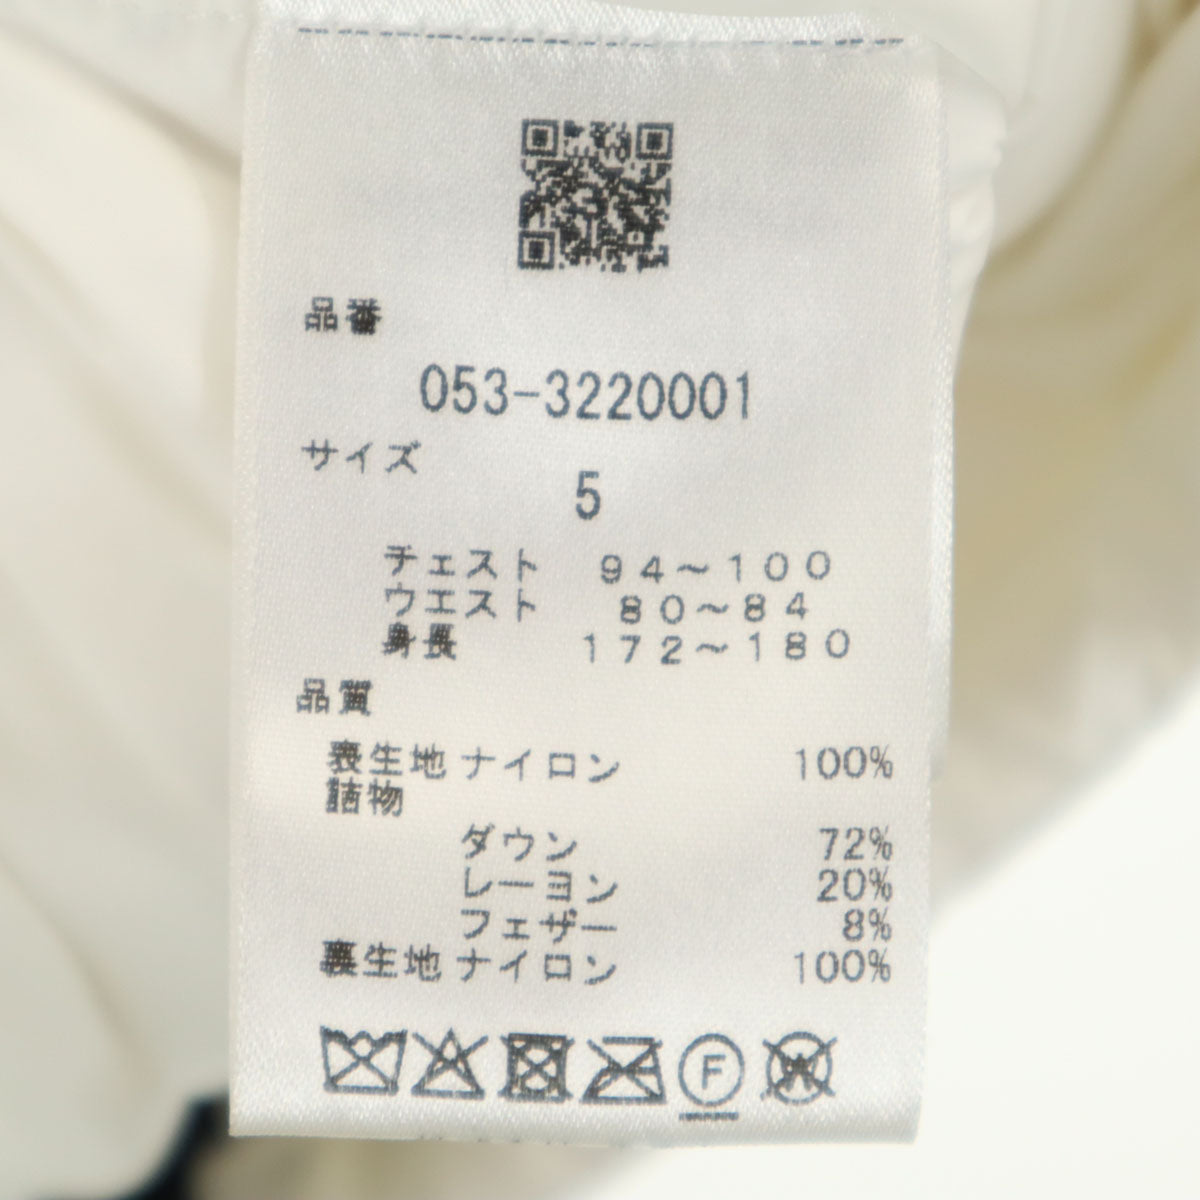 品番
053-3220001
サイズ
5
チェスト 94～100
ウエスト 80～84
身長 172～180
品質
表生地 ナイロン 100%
詰物
ダウン 72%
レーヨン 20%
フェザー 8%
裏生地 ナイロン 100%
F W